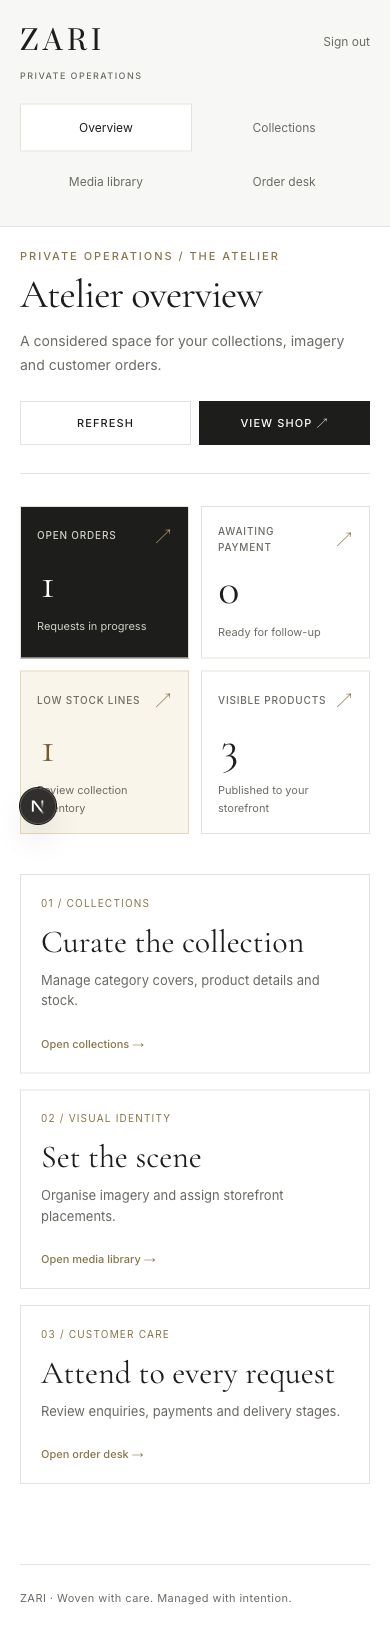 ZARI
Sign out
PRIVATE OPERATIONS
Overview
Collections
Media library
Order desk
PRIVATE OPERATIONS / THE ATELIER
Atelier overview
A considered space for your collections, imagery
and customer orders.
REFRESH
VIEW SHOP ↗
OPEN ORDERS ↗
1
Requests in progress
AWAITING
PAYMENT ↗
0
Ready for follow-up
LOW STOCK LINES ↗
1
collection
VISIBLE PRODUCTS ↗
3
Published to your
storefront
N
01 / COLLECTIONS
Curate the collection
Manage category covers, product details and
stock.
Open collections →
02 / VISUAL IDENTITY
Set the scene
Organise imagery and assign storefront
placements.
Open media library →
03 / CUSTOMER CARE
Attend to every request
Review enquiries, payments and delivery stages.
Open order desk →
ZARI · Woven with care. Managed with intention.